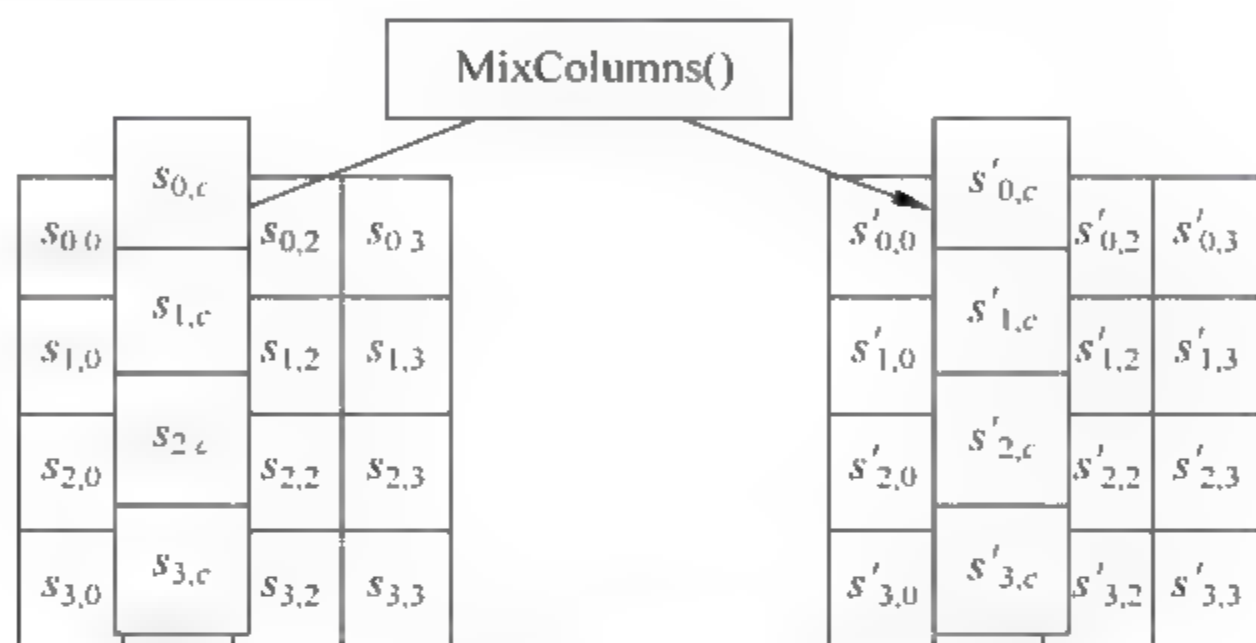 MixColumns()
s0,c s'0,c
s0 0 s0,2 s0 3 s'0,0 s'0,2 s'0,3
s1,c s'1,c
s1,0 s1,2 s1,3 s'1,0 s'1,2 s'1,3
s2 c s'2,c
s2,0 s2,2 s2,3 s'2,0 s'2,2 s'2,3
s3,c s'3,c
s3,0 s3,2 s3,3 s'3,0 s'3,2 s'3,3